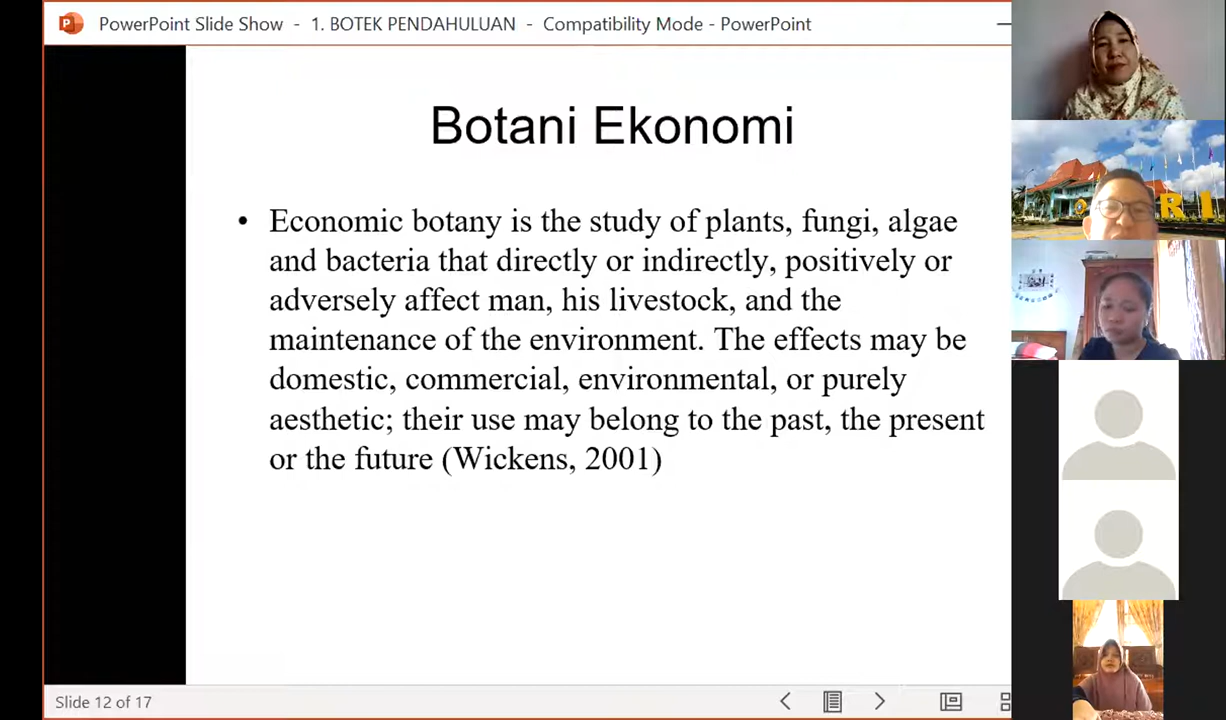 PowerPoint Slide Show - 1. BOTEK PENDAHULUAN - Compatibility Mode - PowerPoint
Botani Ekonomi
• Economic botany is the study of plants, fungi, algae
and bacteria that directly or indirectly, positively or
adversely affect man, his livestock, and the
maintenance of the environment. The effects may be
domestic, commercial, environmental, or purely
aesthetic; their use may belong to the past, the present
or the future (Wickens, 2001)
Slide 12 of 17